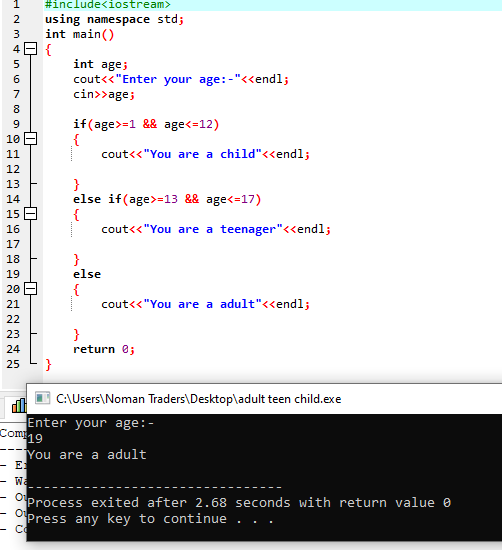 1 #include<iostream>
2 using namespace std;
3 int main()
4 {
5 int age;
6 cout<<"Enter your age:-"<<endl;
7 cin>>age;
8
9 if(age>=1 && age<=12)
10 {
11 cout<<"You are a child"<<endl;
12
13 }
14 else if(age>=13 && age<=17)
15 {
16 cout<<"You are a teenager"<<endl;
17
18 }
19 else
20 {
21 cout<<"You are a adult"<<endl;
22
23 }
24 return 0;
25 }
C:\Users\Noman Traders\Desktop\adult teen child.exe
Enter your age:-
19
You are a adult
--------------------------------
Process exited after 2.68 seconds with return value 0
Press any key to continue . . .